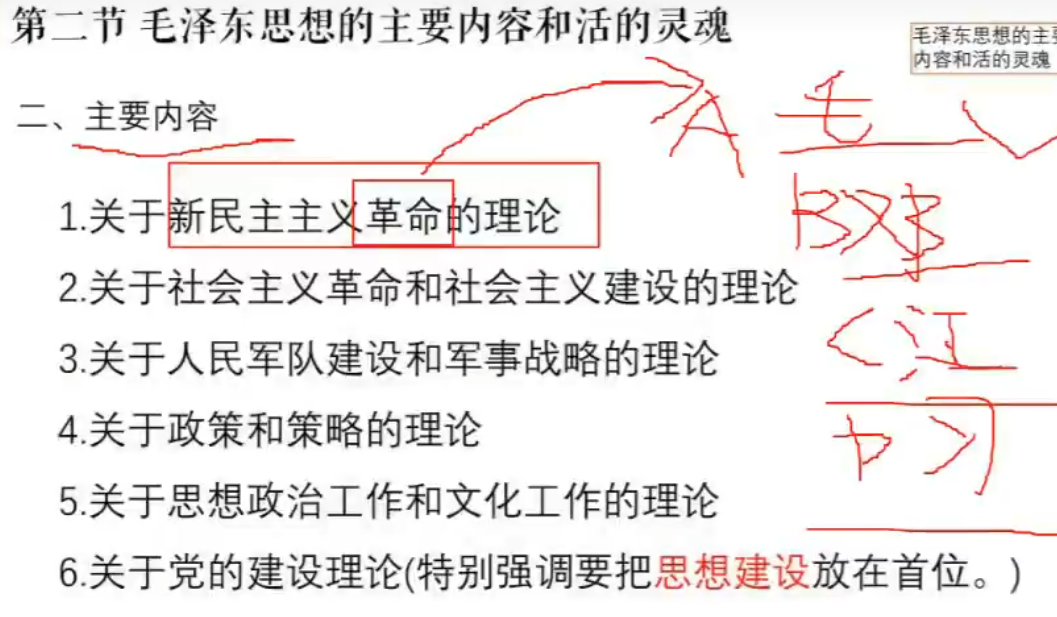 第二节 毛泽东思想的主要内容和活的灵魂
毛泽东思想的主要
内容和活的灵魂
二、主要内容
A 毛
1.关于新民主主义革命的理论
B 邓
2.关于社会主义革命和社会主义建设的理论
C 江
3.关于人民军队建设和军事战略的理论
4.关于政策和策略的理论
D 习
5.关于思想政治工作和文化工作的理论
6.关于党的建设理论(特别强调要把思想建设放在首位。)